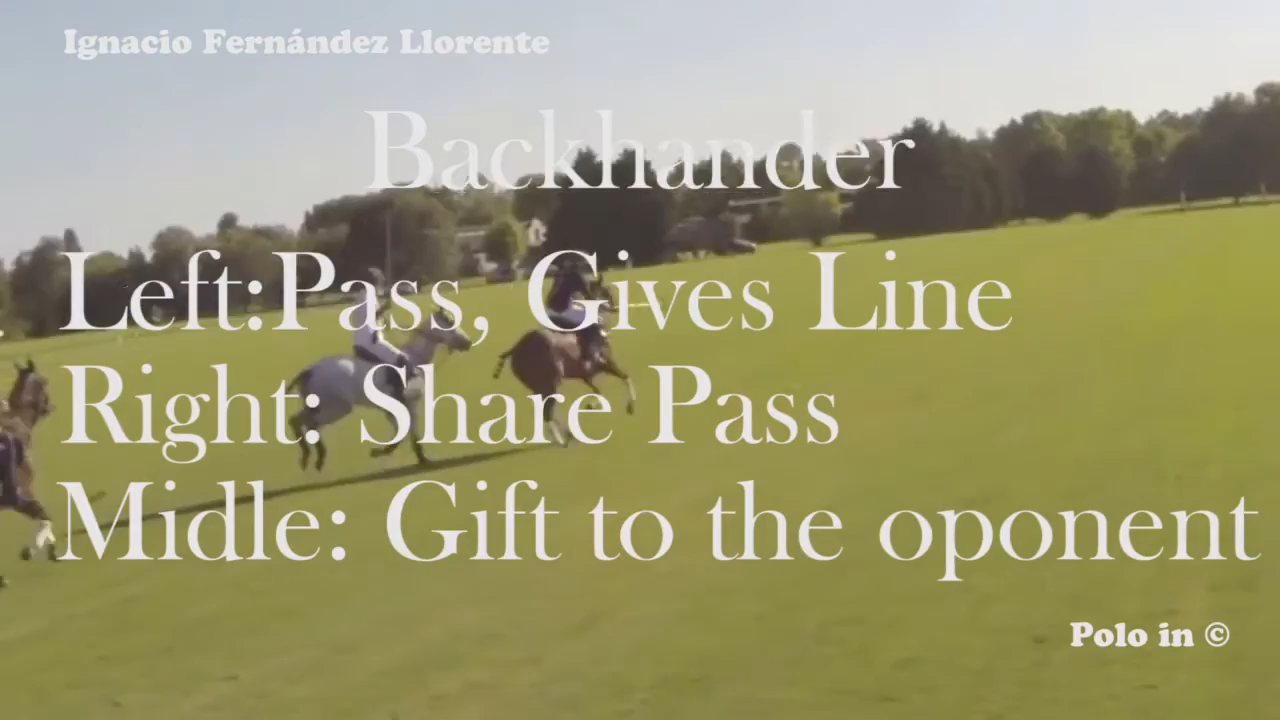 Ignacio Fernández Llorente
Backhander
Left:Pass, Gives Line
Right: Share Pass
Midle: Gift to the oponent
Polo in ©